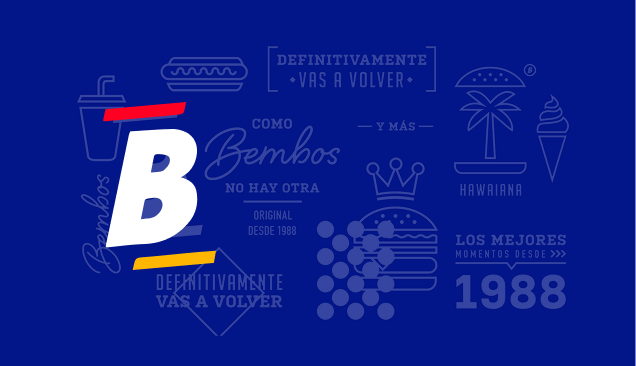 DEFINITIVAMENTE
VAS A VOLVER
®
COMO
Bembos
NO HAY OTRA
ORIGINAL
DESDE 1988
Y MÁS
HAWAIANA
B
Bembos
LOS MEJORES
MOMENTOS DESDE >>>
1988
DEFINITIVAMENTE
VAS A VOLVER